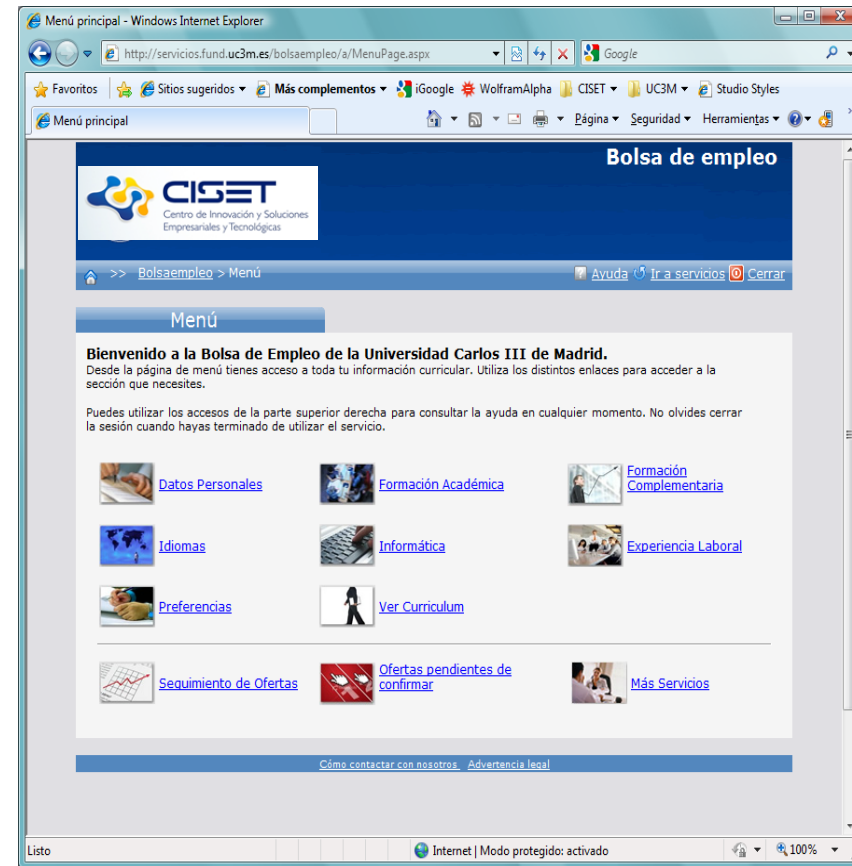 Menú principal - Windows Internet Explorer
http://servicios.fund.uc3m.es/bolsaempleo/a/MenuPage.aspx
Google
Favoritos Sitios sugeridos Más complementos iGoogle WolframAlpha CISET UC3M Studio Styles
Menú principal
Página Seguridad Herramientas
Bolsa de empleo
CISET
Centro de Innovación y Soluciones
Empresariales y Tecnológicas
>> Bolsaempleo > Menú
Ayuda Ir a servicios Cerrar
Menú
Bienvenido a la Bolsa de Empleo de la Universidad Carlos III de Madrid.
Desde la página de menú tienes acceso a toda tu información curricular. Utiliza los distintos enlaces para acceder a la
sección que necesites.
Puedes utilizar los accesos de la parte superior derecha para consultar la ayuda en cualquier momento. No olvides cerrar
la sesión cuando hayas terminado de utilizar el servicio.
Datos Personales
Formación Académica
Formación
Complementaria
Idiomas
Informática
Experiencia Laboral
Preferencias
Ver Curriculum
Seguimiento de Ofertas
Ofertas pendientes de
confirmar
Más Servicios
Cómo contactar con nosotros Advertencia legal
Listo
Internet | Modo protegido: activado
100%